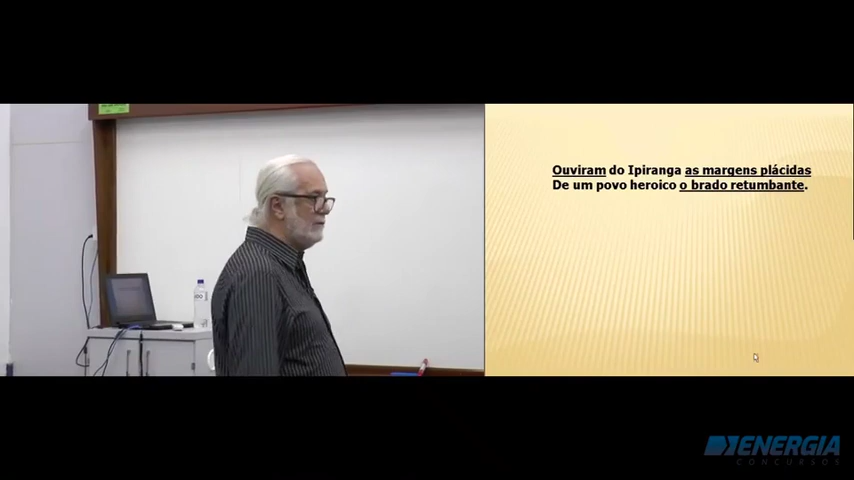 Ouviram do Ipiranga as margens plácidas
De um povo heroico o brado retumbante.
ENERGIA
CONCURSOS